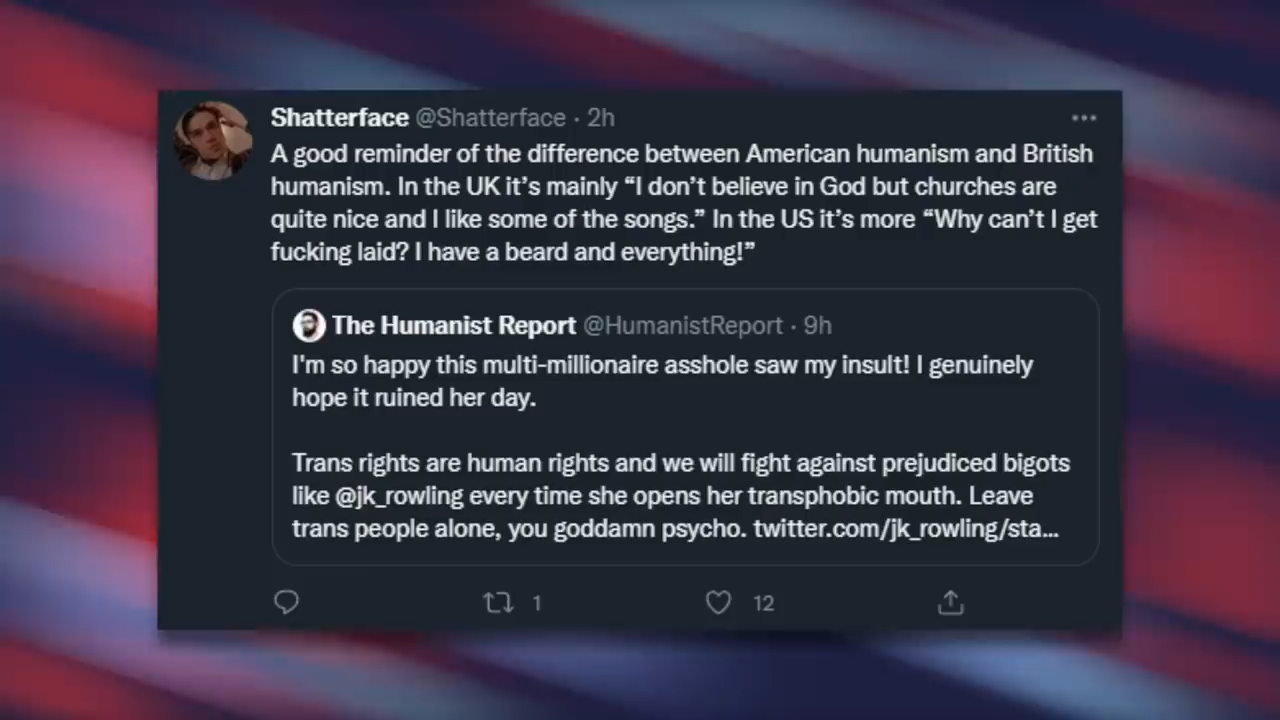 Shatterface @Shatterface · 2h
A good reminder of the difference between American humanism and British
humanism. In the UK it’s mainly “I don’t believe in God but churches are
quite nice and I like some of the songs.” In the US it’s more “Why can’t I get
fucking laid? I have a beard and everything!”
The Humanist Report @HumanistReport · 9h
I'm so happy this multi-millionaire asshole saw my insult! I genuinely
hope it ruined her day.
Trans rights are human rights and we will fight against prejudiced bigots
like @jk_rowling every time she opens her transphobic mouth. Leave
trans people alone, you goddamn psycho. twitter.com/jk_rowling/sta...
1 12